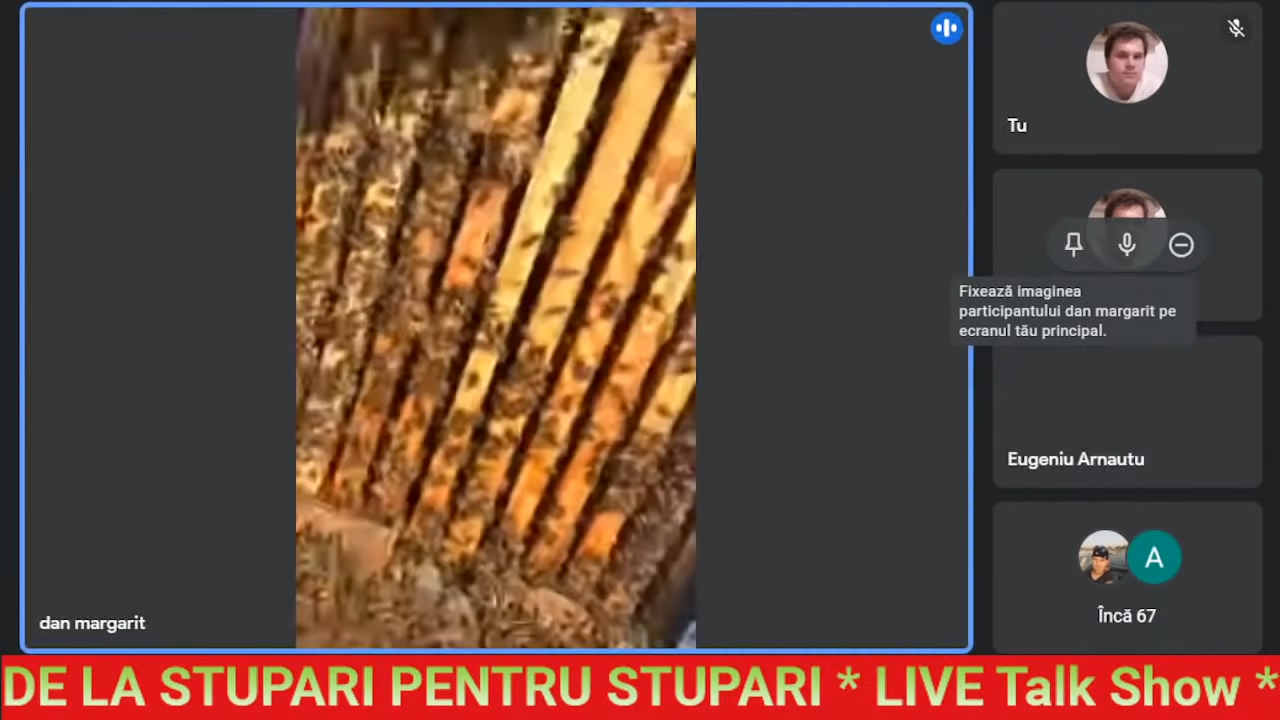 Tu
Fixează imaginea
participantului dan margarit pe
ecranul tău principal.
Eugeniu Arnautu
A
Încă 67
dan margarit
DE LA STUPARI PENTRU STUPARI * LIVE Talk Show *